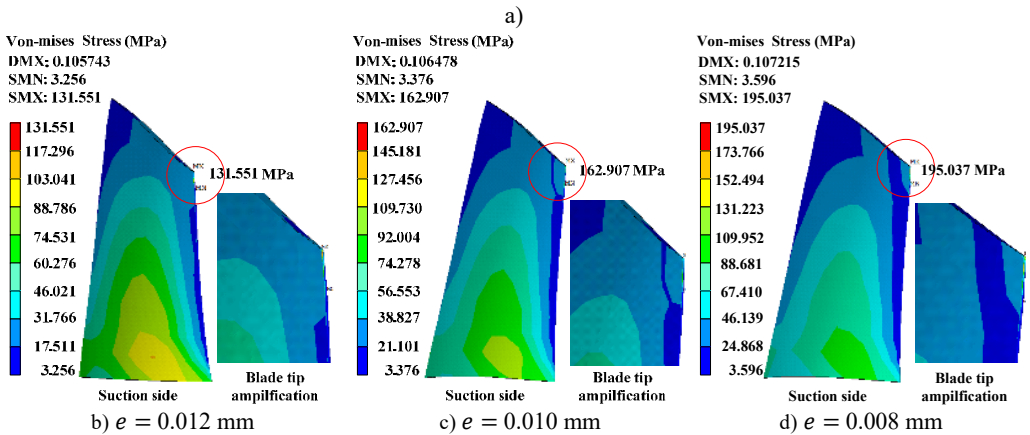 a)
Von-mises Stress (MPa)
DMX: 0.105743
SMN: 3.256
SMX: 131.551
131.551
117.296
103.041
88.786
74.531
60.276
46.021
31.766
17.511
3.256
MX
MN
131.551 MPa
Suction side
Blade tip
ampilfication
b) e = 0.012 mm
Von-mises Stress (MPa)
DMX: 0.106478
SMN: 3.376
SMX: 162.907
162.907
145.181
127.456
109.730
92.004
74.278
56.553
38.827
21.101
3.376
MX
MN
162.907 MPa
Suction side
Blade tip
ampilfication
c) e = 0.010 mm
Von-mises Stress (MPa)
DMX: 0.107215
SMN: 3.596
SMX: 195.037
195.037
173.766
152.494
131.223
109.952
88.681
67.410
46.139
24.868
3.596
MX
MN
195.037 MPa
Suction side
Blade tip
ampilfication
d) e = 0.008 mm